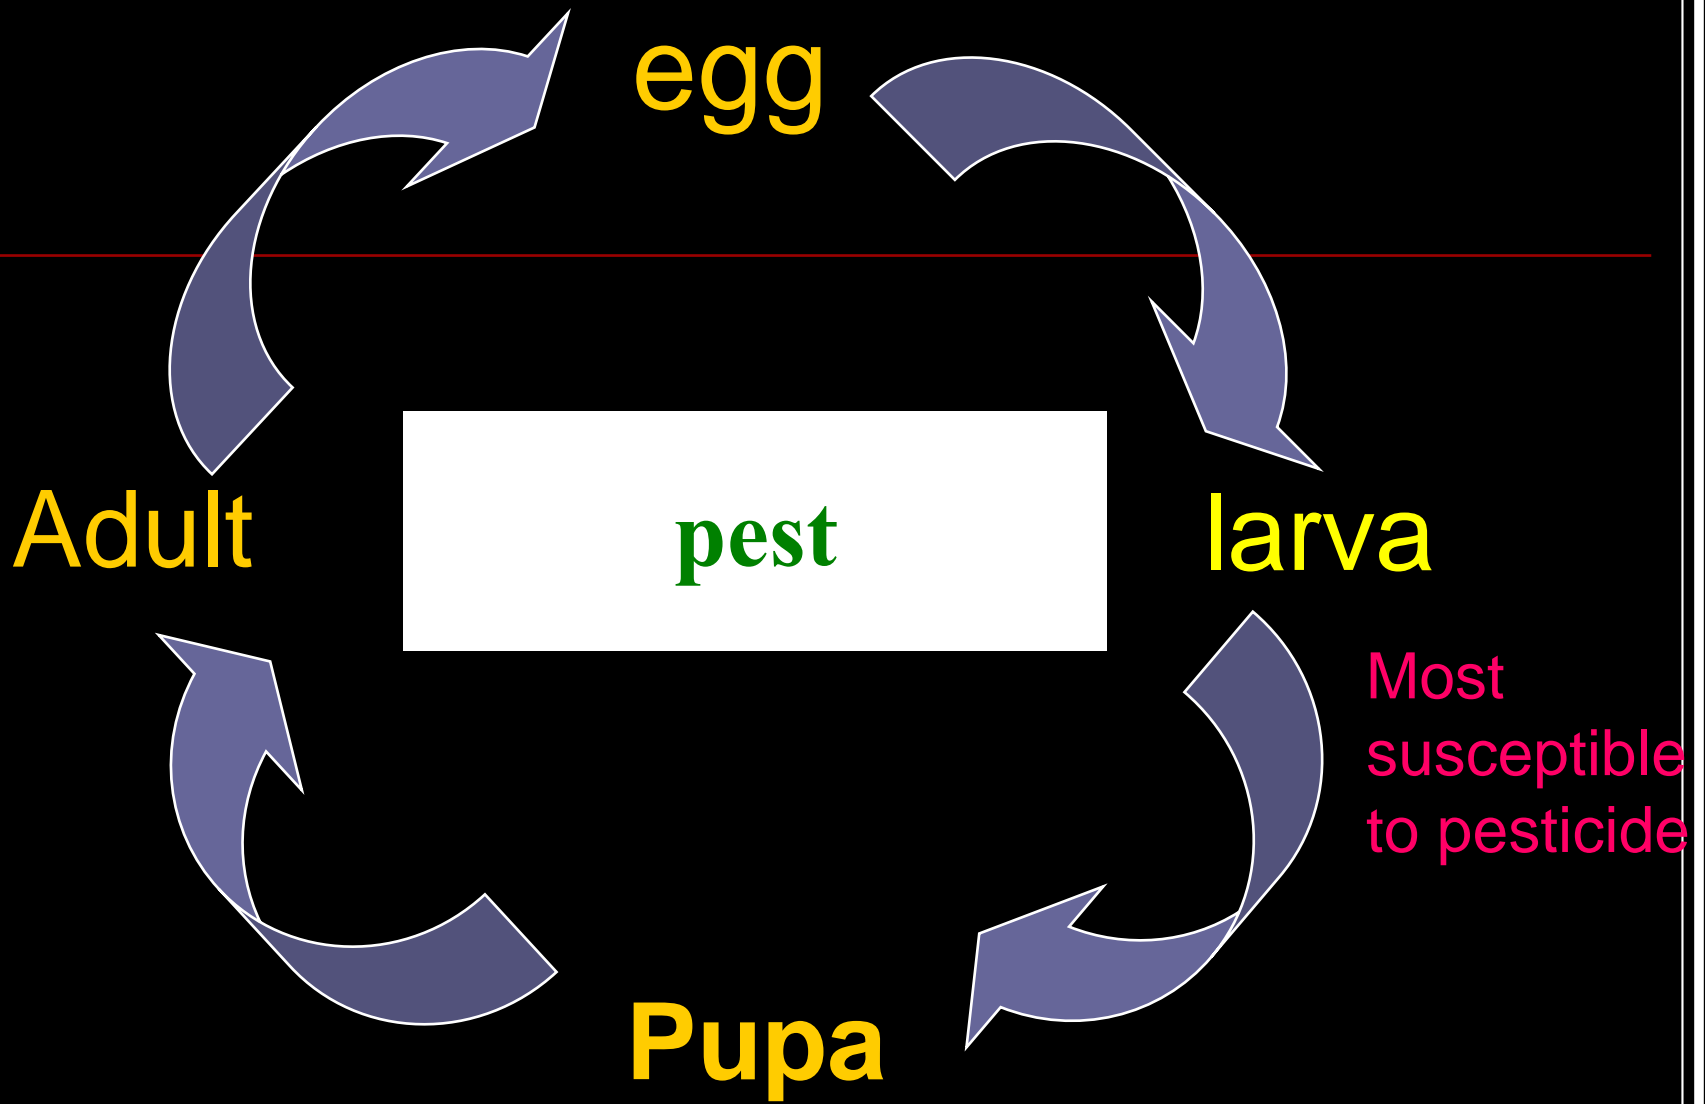 egg
Adult
pest
larva
Most
susceptible
to pesticide
Pupa